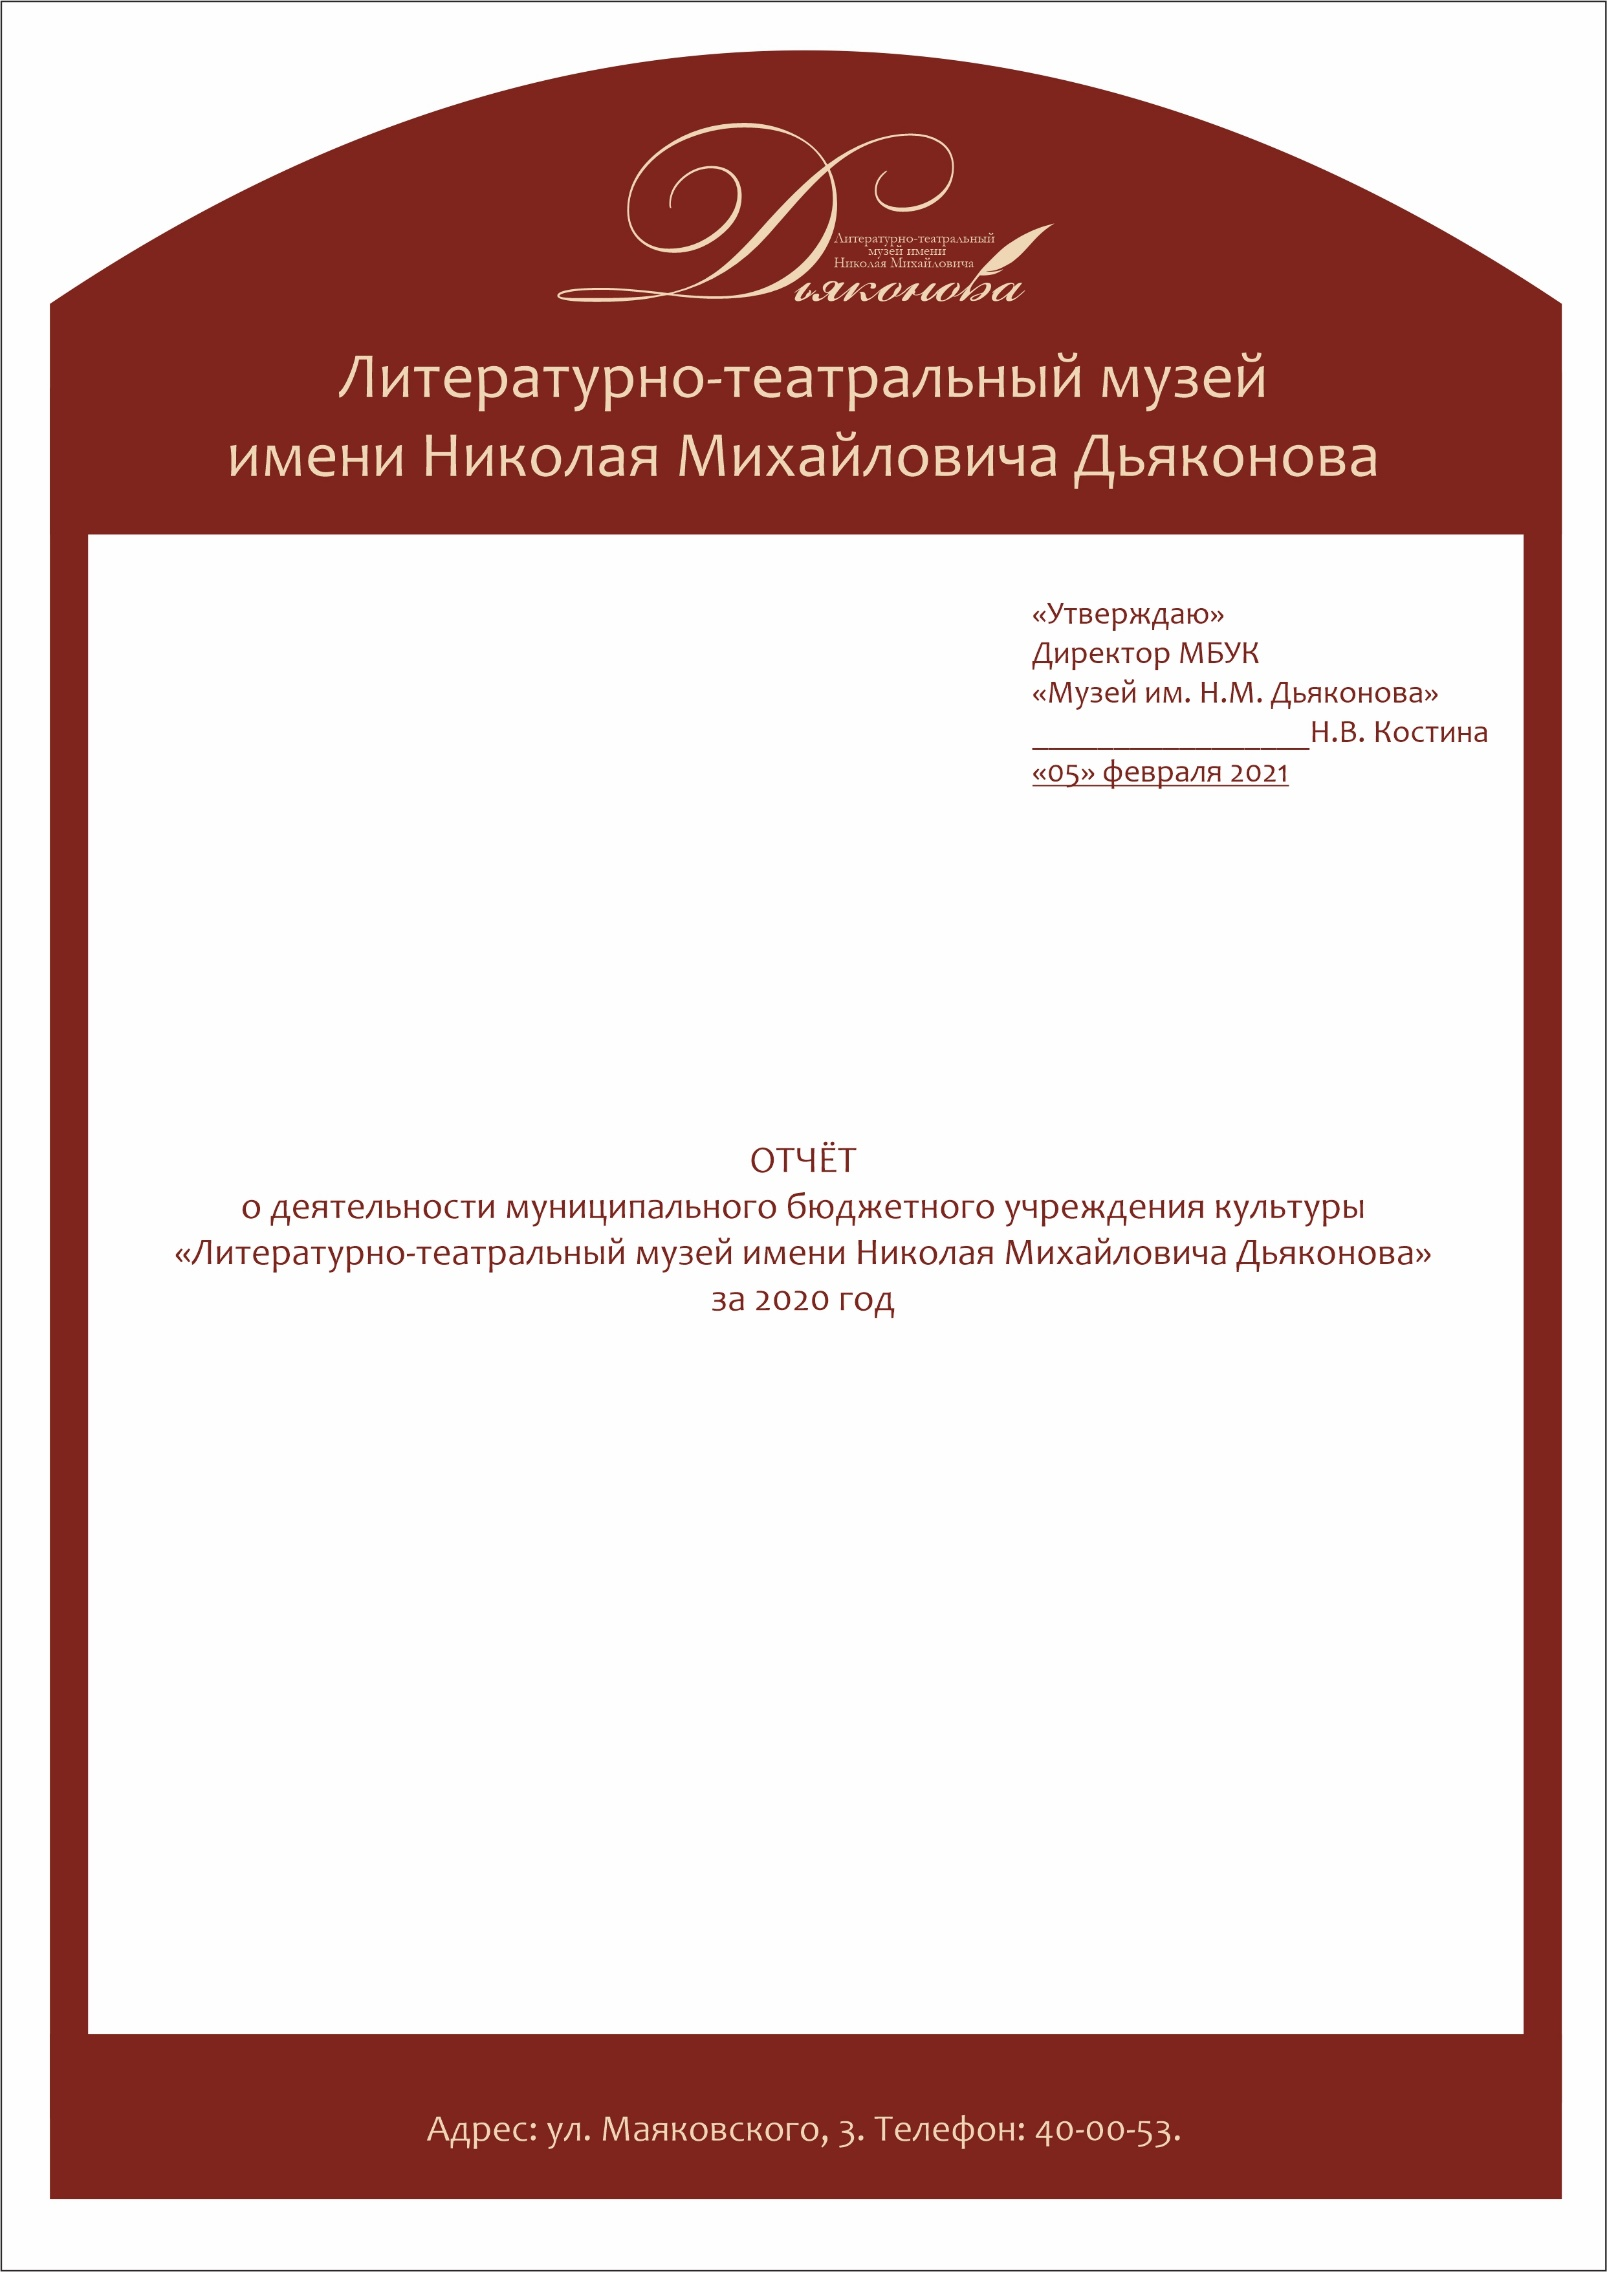 Литературно-театральный
музей имени
Николая Михайловича
Дьяконова
Литературно-театральный музей
имени Николая Михайловича Дьяконова
«Утверждаю»
Директор МБУК
«Музей им. Н.М. Дьяконова»
_________________Н.В. Костина
«05» февраля 2021
ОТЧЁТ
о деятельности муниципального бюджетного учреждения культуры
«Литературно-театральный музей имени Николая Михайловича Дьяконова»
за 2020 год
Адрес: ул. Маяковского, 3. Телефон: 40-00-53.